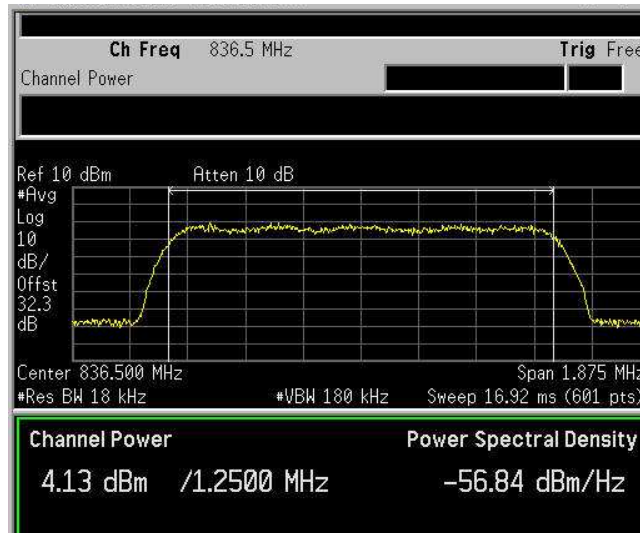 Ch Freq 836.5 MHz Trig Free
Channel Power
Ref 10 dBm Atten 10 dB
#Avg
Log
10
dB/
Offst
32.3
dB
Center 836.500 MHz Span 1.875 MHz
#Res BW 18 kHz #VBW 180 kHz Sweep 16.92 ms (601 pts)
Channel Power Power Spectral Density
4.13 dBm /1.2500 MHz -56.84 dBm/Hz